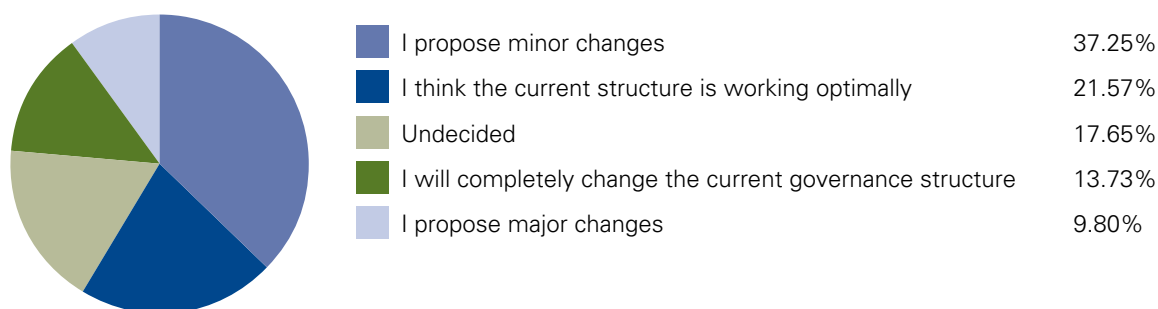 I propose minor changes 37.25%
I think the current structure is working optimally 21.57%
Undecided 17.65%
I will completely change the current governance structure 13.73%
I propose major changes 9.80%